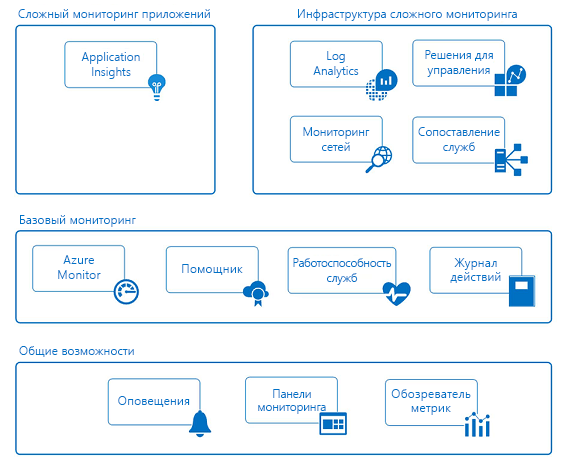 Сложный мониторинг приложений
Application
Insights
Инфраструктура сложного мониторинга
Log
Analytics
Решения для
управления
Мониторинг
сетей
Сопоставление
служб
Базовый мониторинг
Azure
Monitor
Помощник
Работоспособность
служб
Журнал
действий
Общие возможности
Оповещения
Панели
мониторинга
Обозреватель
метрик